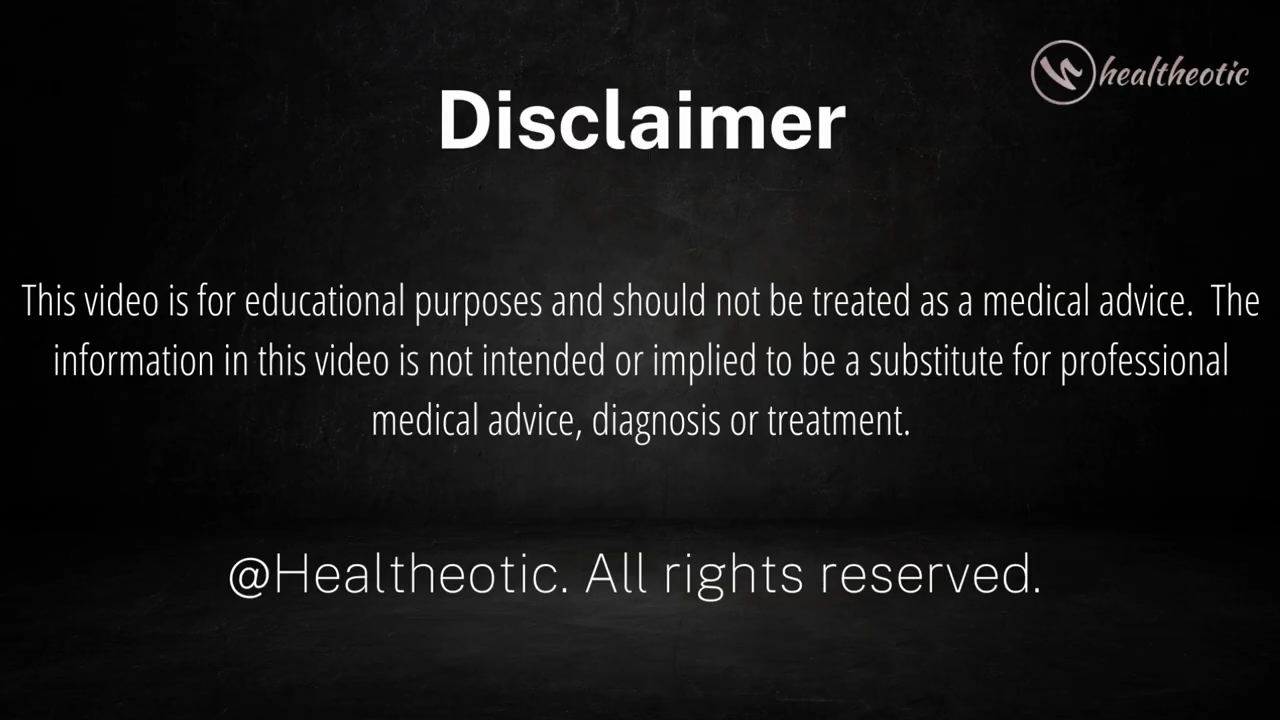 healtheotic
Disclaimer
This video is for educational purposes and should not be treated as a medical advice.  The
information in this video is not intended or implied to be a substitute for professional
medical advice, diagnosis or treatment.
@Healtheotic. All rights reserved.